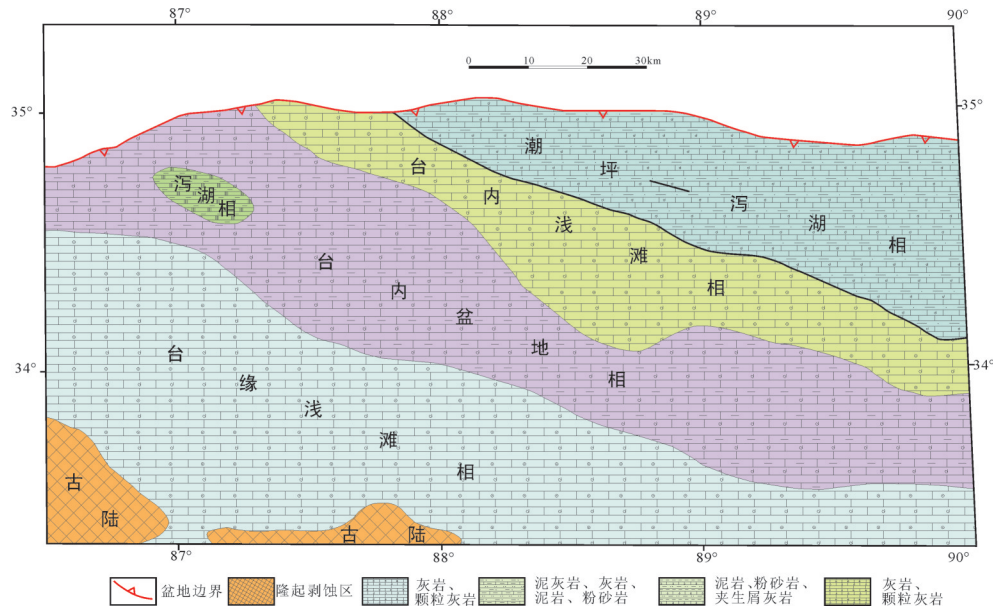 87° 88° 89° 90°
0 10 20 30km
35° 35°
潮坪泻湖相
台内浅滩相
泻湖相
台内盆地相
34° 34°
台缘浅滩相
古陆
古陆
87° 88° 89° 90°
盆地边界
隆起剥蚀区
灰岩、
颗粒灰岩
泥灰岩、灰岩、
泥岩、粉砂岩
泥岩、粉砂岩、
夹生屑灰岩
灰岩、
颗粒灰岩